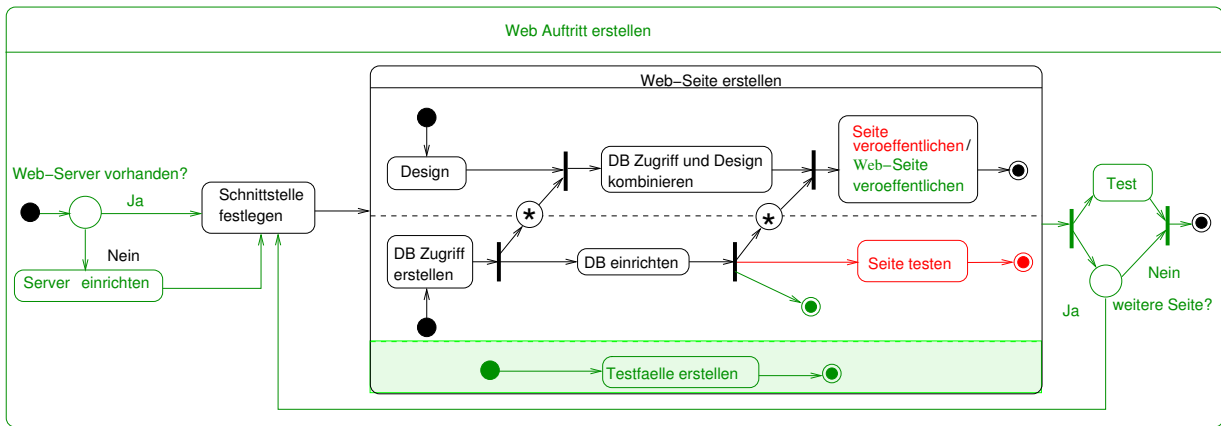 Web Auftritt erstellen
Web-Seite erstellen
Web-Server vorhanden?
Ja
Nein
Server einrichten
Schnittstelle
festlegen
Design
DB Zugriff und Design
kombinieren
Seite
veroeffentlichen/
Web-Seite
veroeffentlichen
*
*
DB Zugriff
erstellen
DB einrichten
Seite testen
Testfaelle erstellen
Test
Nein
Ja
weitere Seite?